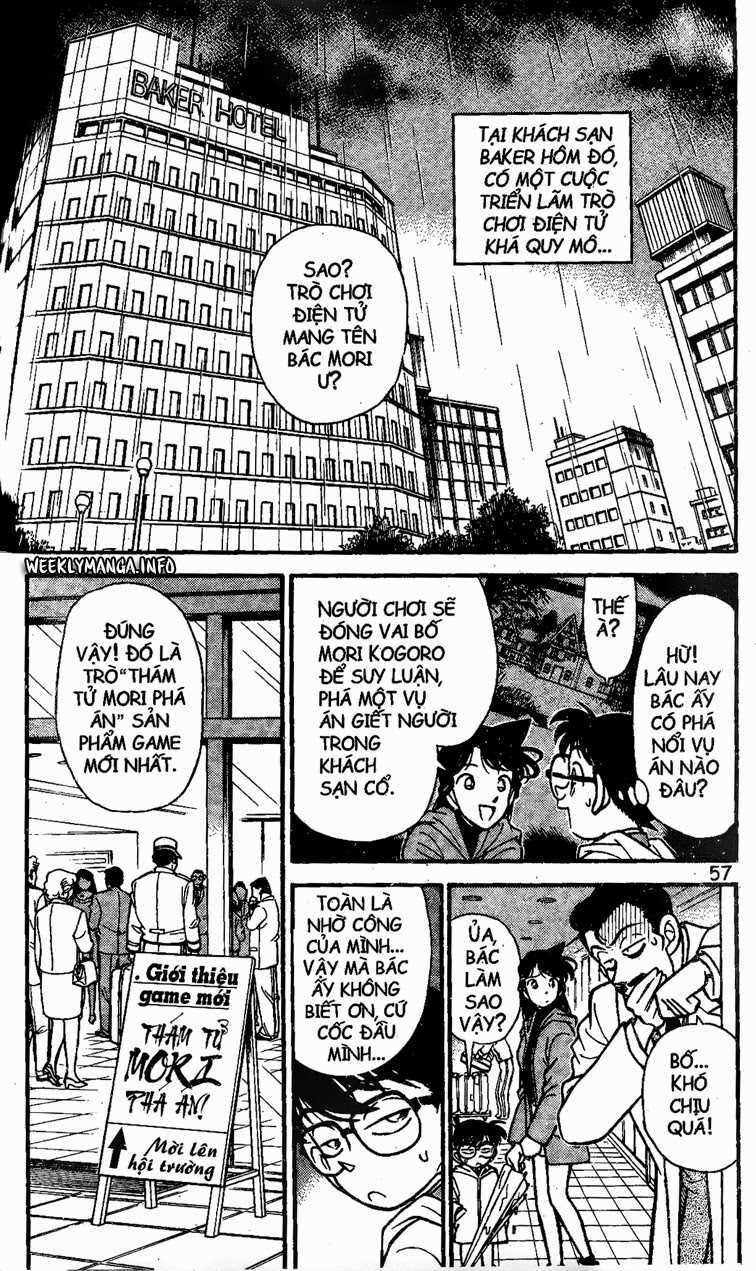 BAKER HOTEL
TẠI KHÁCH SẠN
BAKER HÔM ĐÓ,
CÓ MỘT CUỘC
TRIỂN LÃM TRÒ
CHƠI ĐIỆN TỬ
KHÁ QUY MÔ...
SAO?
TRÒ CHƠI
ĐIỆN TỬ
MANG TÊN
BÁC MORI
Ư?
WEEKLYMANGA.INFO
ĐÚNG
VẬY! ĐÓ LÀ
TRÒ "THÁM
TỬ MORI PHÁ
ÁN" SẢN
PHẨM GAME
MỚI NHẤT.
. Giới thiệu
game mới
THÁM TỬ
MORI
PHÁ ÁN!
Mời lên
hội trường
NGƯỜI CHƠI SẼ
ĐÓNG VAI BỐ
MORI KOGORO
ĐỂ SUY LUẬN,
PHÁ MỘT VỤ
ÁN GIẾT NGƯỜI
TRONG
KHÁCH
SẠN CỔ.
THẾ
À?
HỪ!
LÂU NAY
BÁC ẤY
CÓ PHÁ
NỔI VỤ
ÁN NÀO
ĐÂU?
57
TOÀN LÀ
NHỜ CÔNG
CỦA MÌNH...
VẬY MÀ BÁC
ẤY KHÔNG
BIẾT ƠN, CỨ
CỐC ĐẦU
MÌNH...
ỦA,
BÁC
LÀM
SAO
VẬY?
BỐ...
KHÓ
CHỊU
QUÁ!